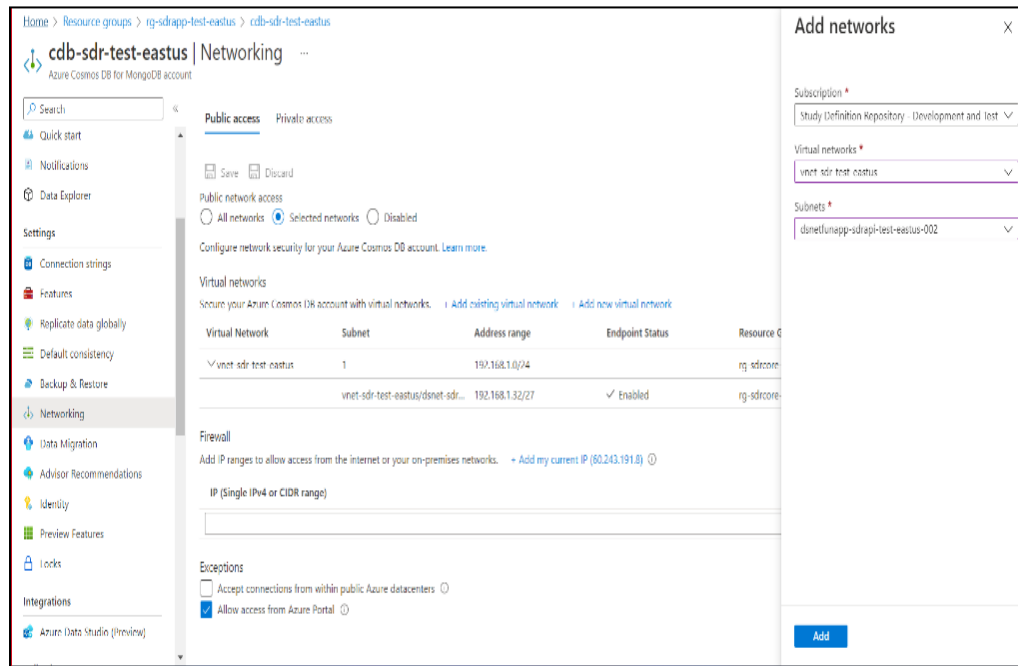 Home > Resource groups > rg-sdrapp-test-eastus > cdb-sdr-test-eastus
cdb-sdr-test-eastus | Networking ...
Azure Cosmos DB for MongoDB account
Search
Quick start
Notifications
Data Explorer
Settings
Connection strings
Features
Replicate data globally
Default consistency
Backup & Restore
Networking
Data Migration
Advisor Recommendations
Identity
Preview Features
Locks
Integrations
Azure Data Studio (Preview)
Public access Private access
Save Discard
Public network access
All networks Selected networks Disabled
Configure network security for your Azure Cosmos DB account. Learn more.
Virtual networks
Secure your Azure Cosmos DB account with virtual networks. + Add existing virtual network + Add new virtual network
Virtual Network Subnet Address range Endpoint Status Resource G
vnet-sdr-test-eastus 1 192.168.1.0/24 rg-sdrcore-
vnet-sdr-test-eastus/dsnet-sdr... 192.168.1.32/27 Enabled rg-sdrcore-
Firewall
Add IP ranges to allow access from the internet or your on-premises networks. + Add my current IP (60.243.191.8)
IP (Single IPv4 or CIDR range)
Exceptions
Accept connections from within public Azure datacenters
Allow access from Azure Portal
Add networks
Subscription *
Study Definition Repository - Development and Test
Virtual networks *
vnet-sdr-test-eastus
Subnets *
dsnetfunapp-sdrapi-test-eastus-002
Add